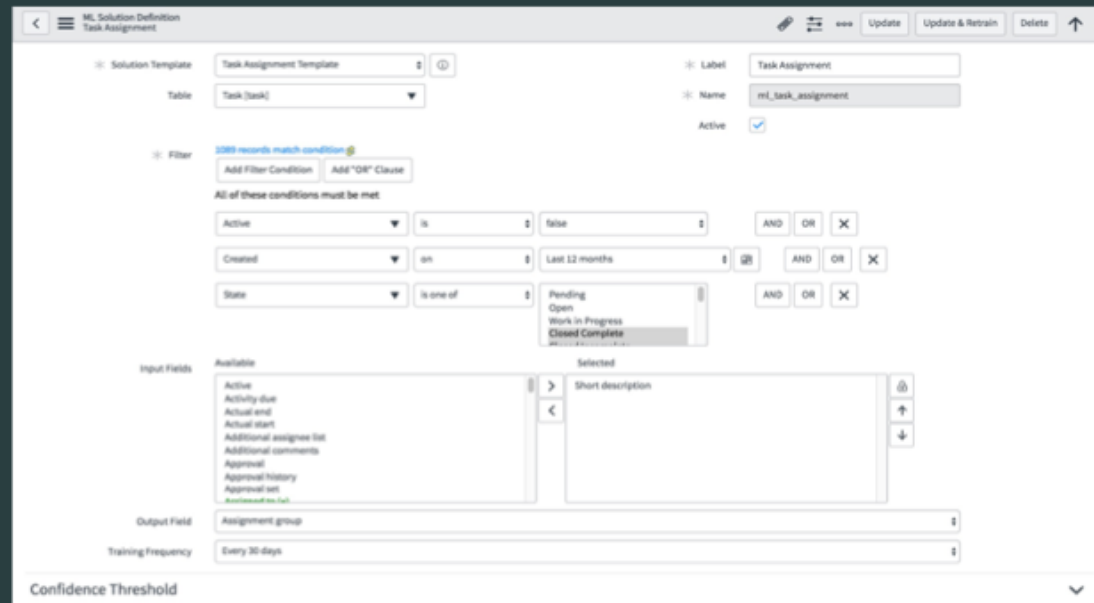 ML Solution Definition
Task Assignment
Update
Update & Retrain
Delete
Solution Template
Task Assignment Template
Label
Task Assignment
Table
Task [task]
Name
ml_task_assignment
Active
Filter
1089 records match condition
Add Filter Condition
Add "OR" Clause
All of these conditions must be met
Active
is
false
AND
OR
Created
on
Last 12 months
AND
OR
State
is one of
Pending
Open
Work in Progress
Closed Complete
AND
OR
Input Fields
Available
Selected
Active
Activity due
Actual end
Actual start
Additional assignee list
Additional comments
Approval
Approval history
Approval set
Short description
Output Field
Assignment group
Training Frequency
Every 30 days
Confidence Threshold